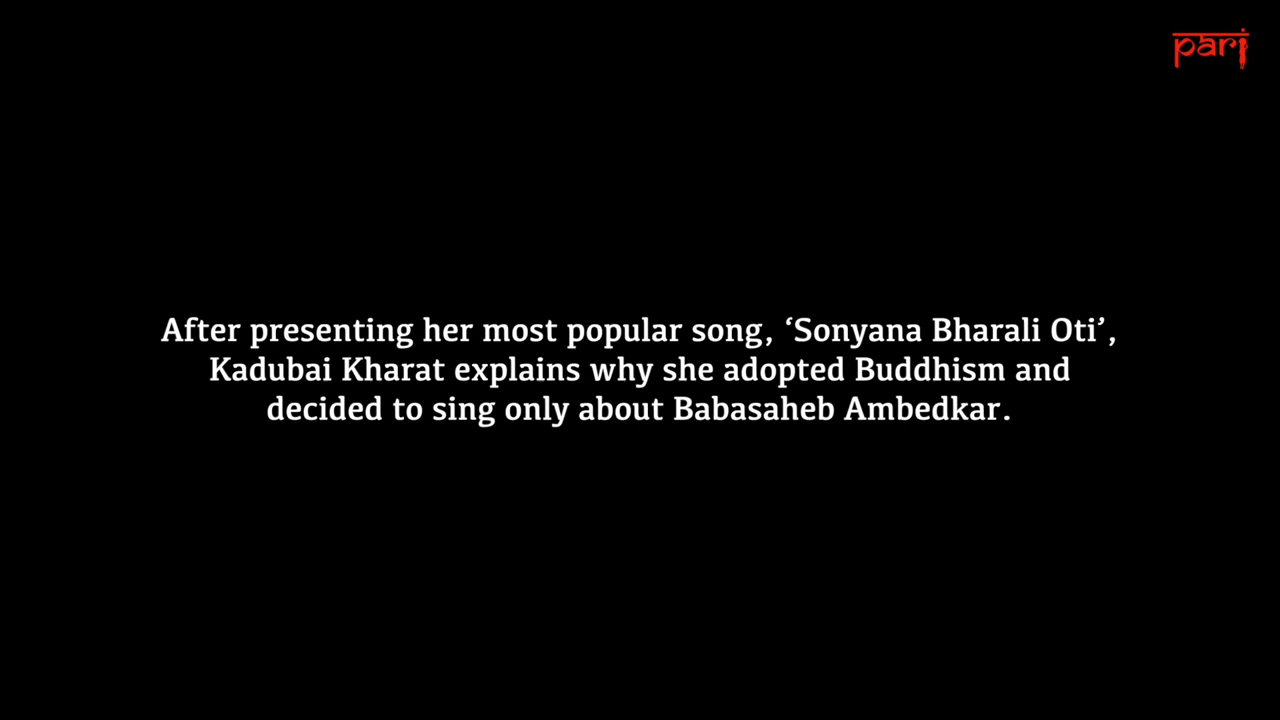 pari
After presenting her most popular song, ‘Sonyana Bharali Oti’,
Kadubai Kharat explains why she adopted Buddhism and
decided to sing only about Babasaheb Ambedkar.